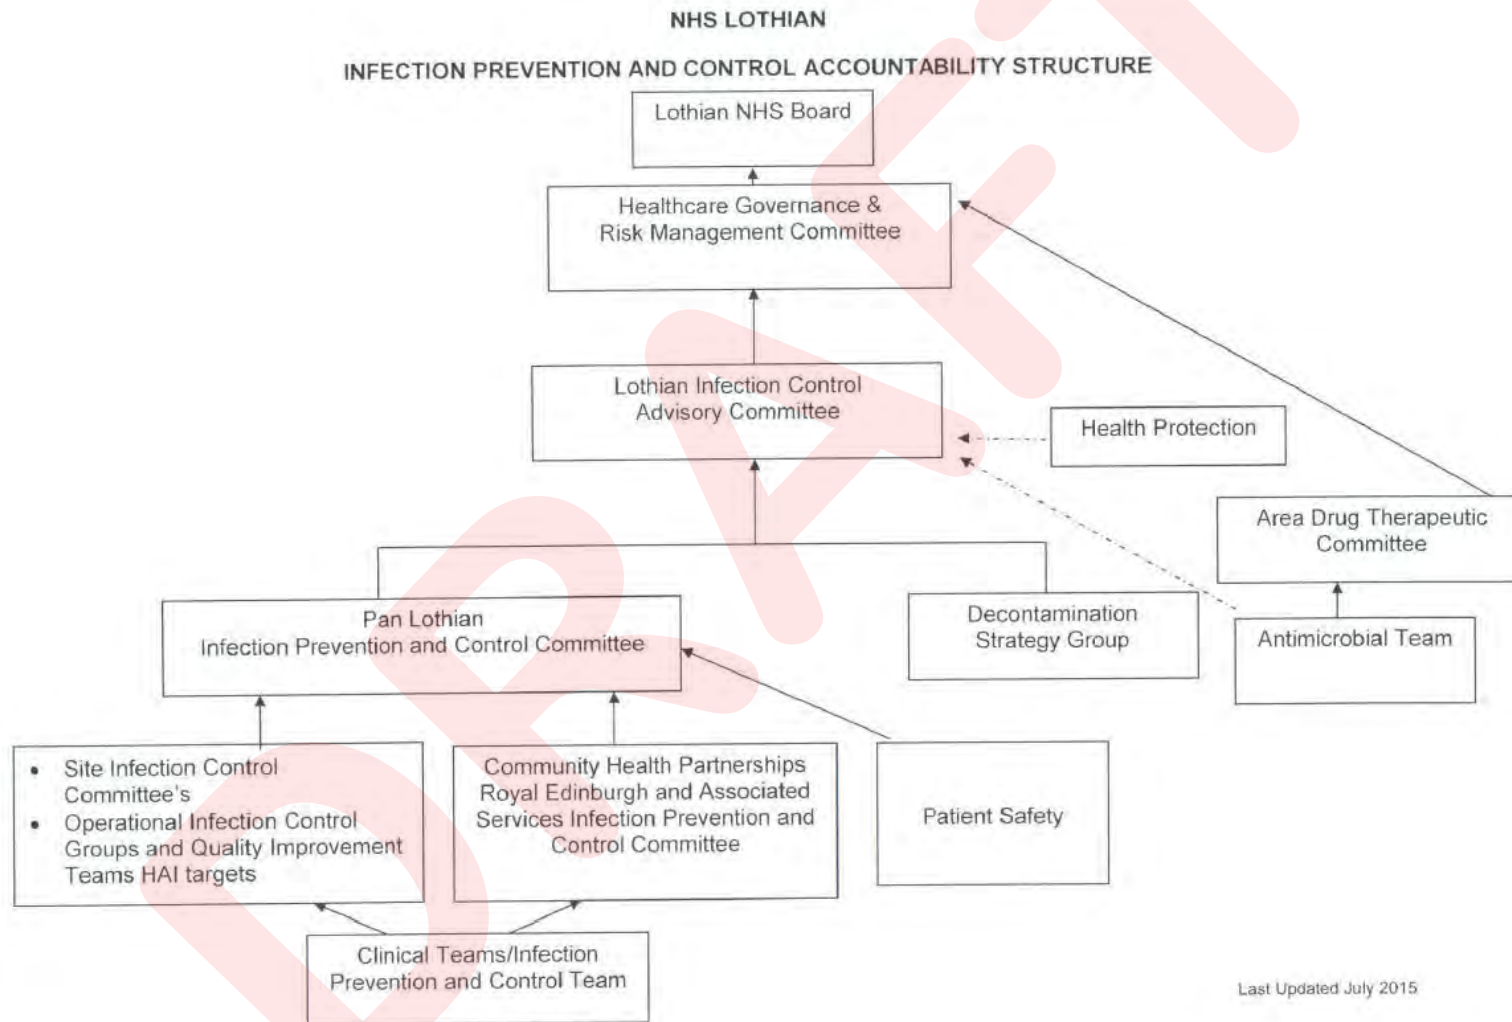 NHS LOTHIAN
INFECTION PREVENTION AND CONTROL ACCOUNTABILITY STRUCTURE
Lothian NHS Board
Healthcare Governance &
Risk Management Committee
Lothian Infection Control
Advisory Committee
Health Protection
Area Drug Therapeutic
Committee
Pan Lothian
Infection Prevention and Control Committee
Decontamination
Strategy Group
Antimicrobial Team
• Site Infection Control
Committee's
• Operational Infection Control
Groups and Quality Improvement
Teams HAI targets
Community Health Partnerships
Royal Edinburgh and Associated
Services Infection Prevention and
Control Committee
Patient Safety
Clinical Teams/Infection
Prevention and Control Team
Last Updated July 2015
DRAFT